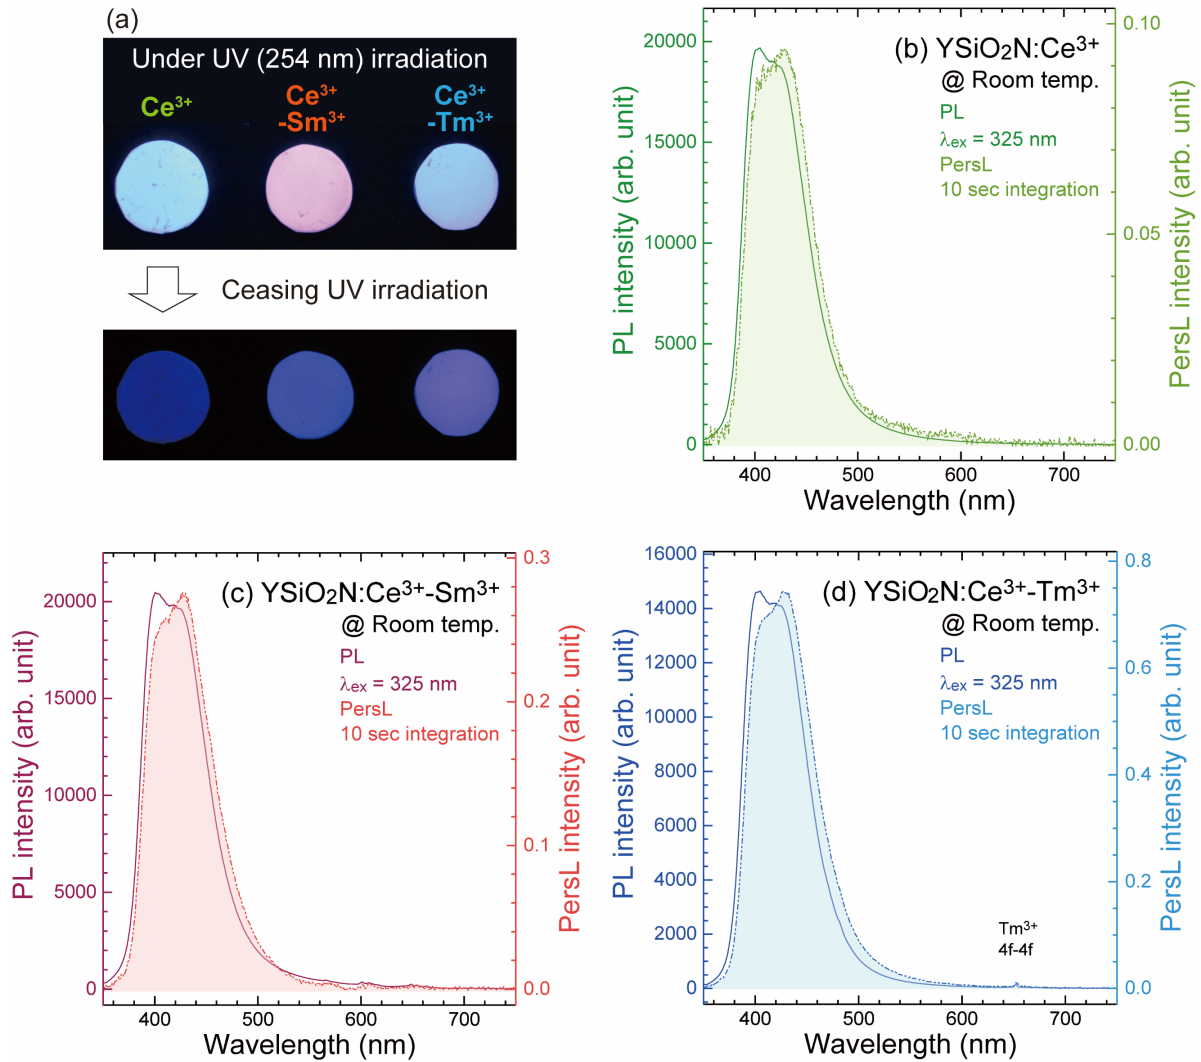 (a)
Under UV (254 nm) irradiation
Ce³⁺
Ce³⁺
-Sm³⁺
Ce³⁺
-Tm³⁺
Ceasing UV irradiation
(b) YSiO₂N:Ce³⁺
@ Room temp.
PL
λₑₓ = 325 nm
PersL
10 sec integration
PL intensity (arb. unit)
20000
15000
10000
5000
0
PersL intensity (arb. unit)
0.10
0.05
0.00
400
500
600
700
Wavelength (nm)
(c) YSiO₂N:Ce³⁺-Sm³⁺
@ Room temp.
PL
λₑₓ = 325 nm
PersL
10 sec integration
PL intensity (arb. unit)
20000
15000
10000
5000
0
PersL intensity (arb. unit)
0.3
0.2
0.1
0.0
400
500
600
700
Wavelength (nm)
(d) YSiO₂N:Ce³⁺-Tm³⁺
@ Room temp.
PL
λₑₓ = 325 nm
PersL
10 sec integration
Tm³⁺
4f-4f
PL intensity (arb. unit)
16000
14000
12000
10000
8000
6000
4000
2000
0
PersL intensity (arb. unit)
0.8
0.6
0.4
0.2
0.0
400
500
600
700
Wavelength (nm)